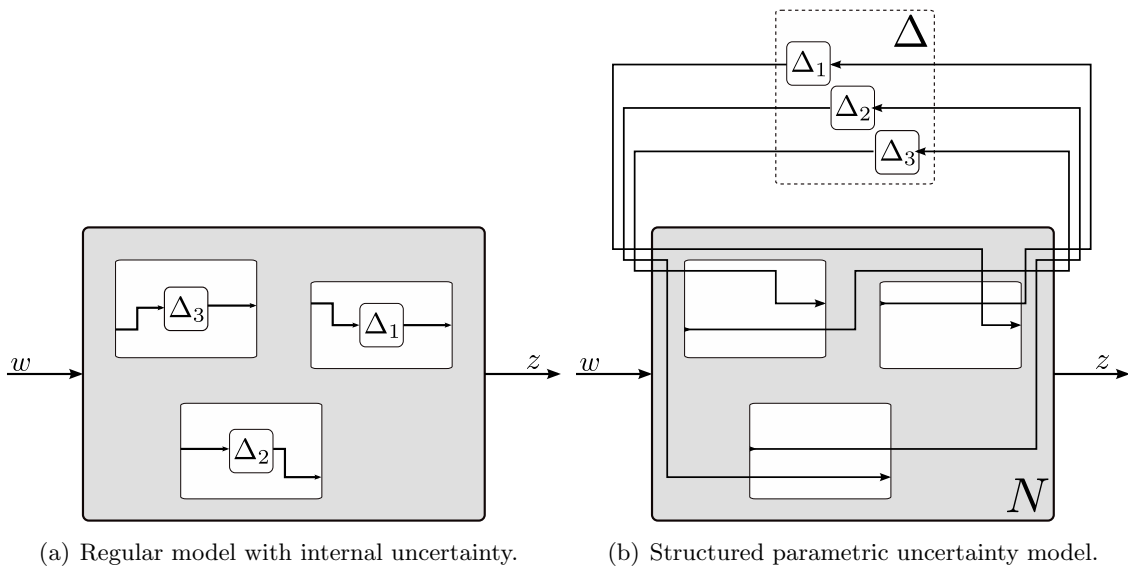 Δ
Δ₁
Δ₂
Δ₃
Δ₃
Δ₁
w
z
w
z
Δ₂
N
(a) Regular model with internal uncertainty.
(b) Structured parametric uncertainty model.